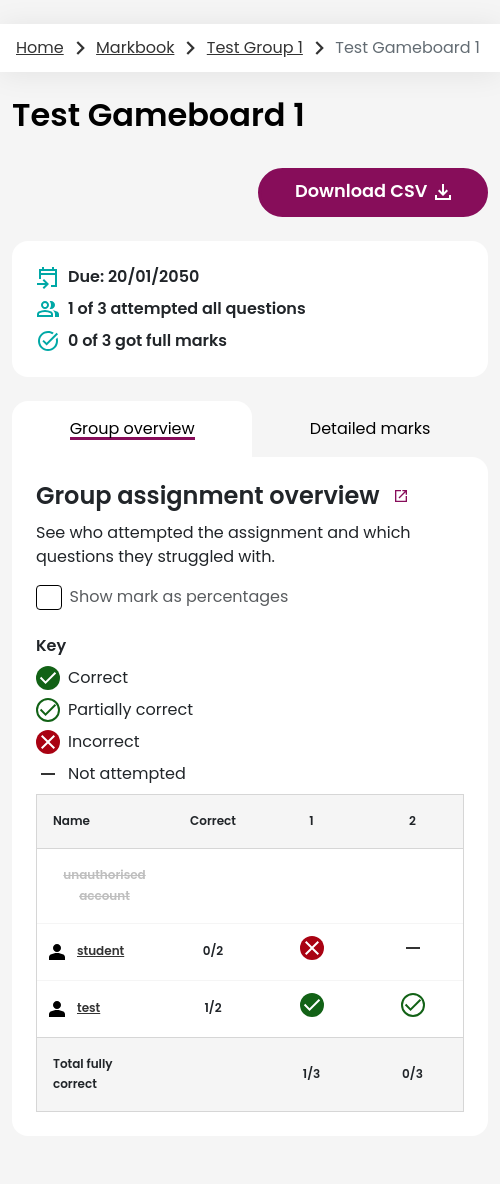 Home > Markbook > Test Group 1 > Test Gameboard 1
Test Gameboard 1
Download CSV
Due: 20/01/2050
1 of 3 attempted all questions
0 of 3 got full marks
Group overview Detailed marks
Group assignment overview
See who attempted the assignment and which
questions they struggled with.
Show mark as percentages
Key
Correct
Partially correct
Incorrect
Not attempted
Name Correct 1 2
unauthorised
account
student 0/2 —
test 1/2
Total fully
correct
1/3 0/3